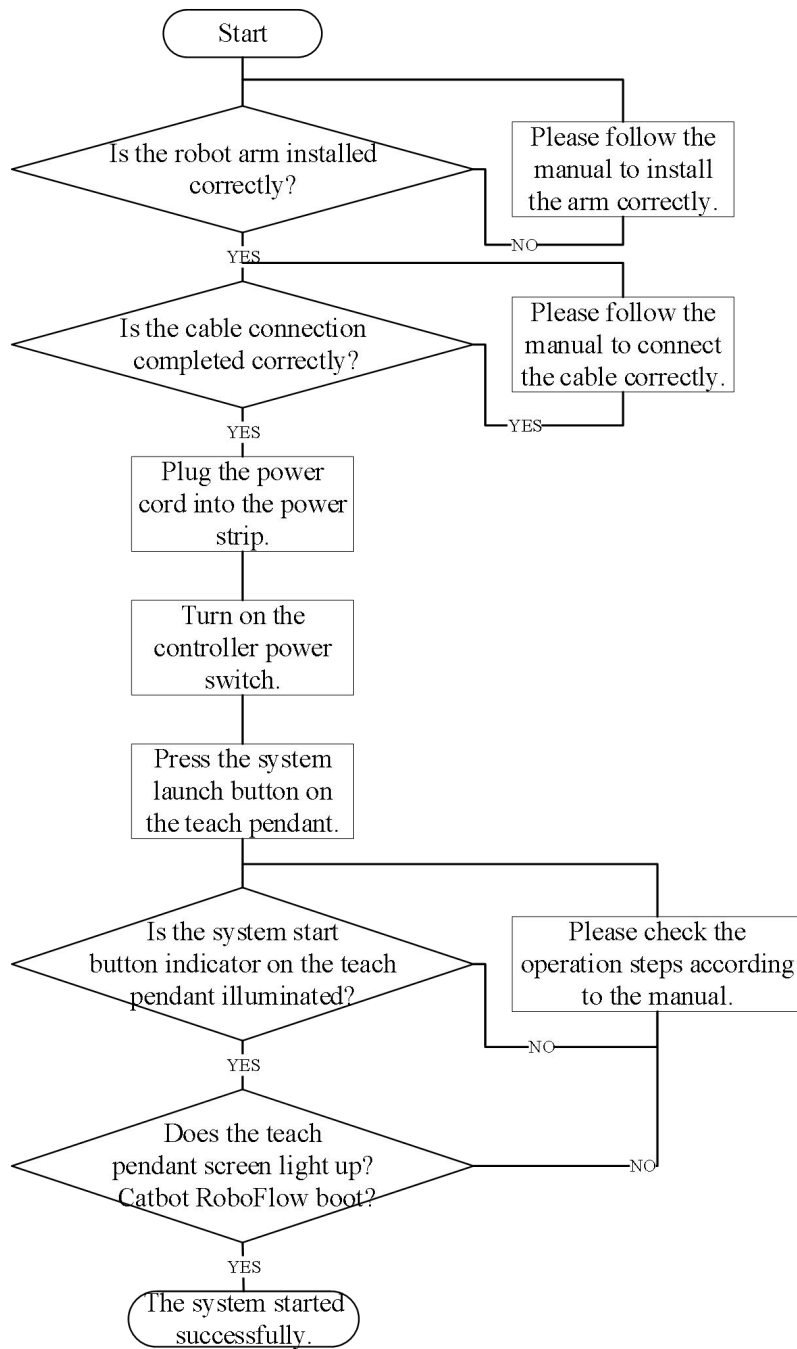 Start
Is the robot arm installed
correctly?
Please follow the
manual to install
the arm correctly.
NO
YES
Is the cable connection
completed correctly?
Please follow the
manual to connect
the cable correctly.
YES
YES
Plug the power
cord into the power
strip.
Turn on the
controller power
switch.
Press the system
launch button on
the teach pendant.
Is the system start
button indicator on the teach
pendant illuminated?
Please check the
operation steps according
to the manual.
NO
YES
Does the teach
pendant screen light up?
Catbot RoboFlow boot?
NO
YES
The system started
successfully.